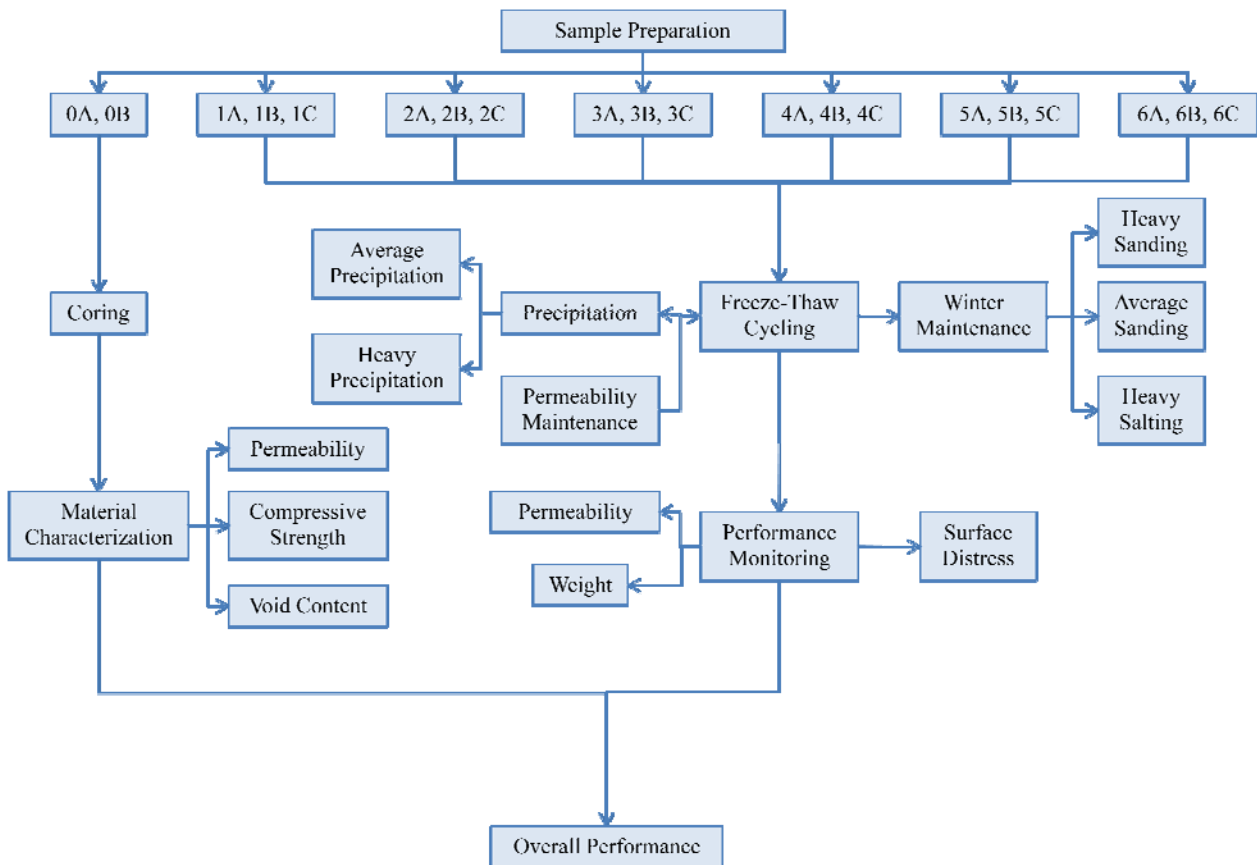 Sample Preparation
0A, 0B
1A, 1B, 1C
2A, 2B, 2C
3A, 3B, 3C
4A, 4B, 4C
5A, 5B, 5C
6A, 6B, 6C
Average
Precipitation
Heavy
Sanding
Coring
Precipitation
Freeze-Thaw
Cycling
Winter
Maintenance
Average
Sanding
Heavy
Precipitation
Permeability
Maintenance
Heavy
Salting
Permeability
Material
Characterization
Compressive
Strength
Void Content
Permeability
Weight
Performance
Monitoring
Surface
Distress
Overall Performance